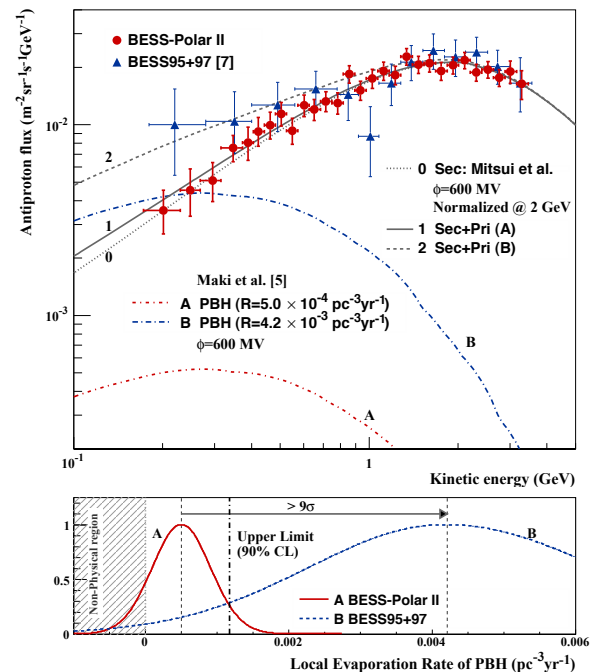 BESS-Polar II
BESS95+97 [7]
Antiproton flux (m⁻² sr⁻¹s⁻¹GeV⁻¹)
10⁻²
10⁻³
2
1
0
0 Sec: Mitsui et al.
ϕ=600 MV
Normalized @ 2 GeV
1 Sec+Pri (A)
2 Sec+Pri (B)
Maki et al. [5]
A PBH (R=5.0 × 10⁻⁴ pc⁻³yr⁻¹)
B PBH (R=4.2 × 10⁻³ pc⁻³yr⁻¹)
ϕ=600 MV
B
A
10⁻¹
1
Kinetic energy (GeV)
> 9σ
1
0.5
0
Non-Physical region
A
Upper Limit
(90% CL)
B
A BESS-Polar II
B BESS95+97
0
0.002
0.004
0.006
Local Evaporation Rate of PBH (pc⁻³yr⁻¹)